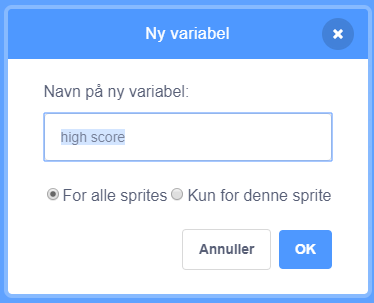 Ny variabel
Navn på ny variabel:
high score
For alle sprites Kun for denne sprite
Annuller OK